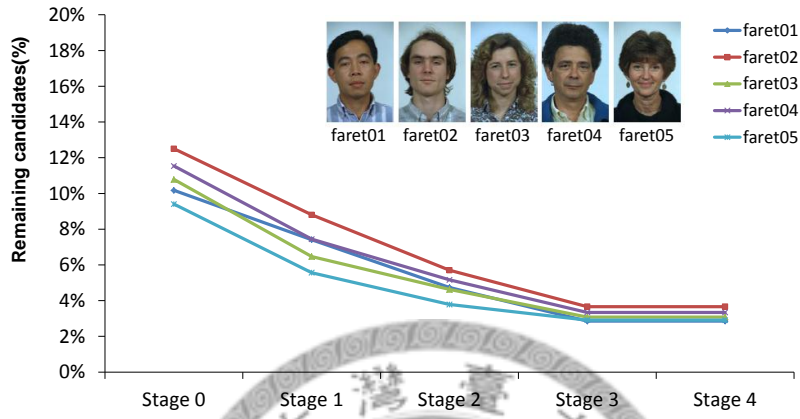 20%
18%
16%
14%
12%
10%
8%
6%
4%
2%
0%
Remaining candidates(%)
faret01 faret02 faret03 faret04 faret05
faret01
faret02
faret03
faret04
faret05
Stage 0 Stage 1 Stage 2 Stage 3 Stage 4
臺